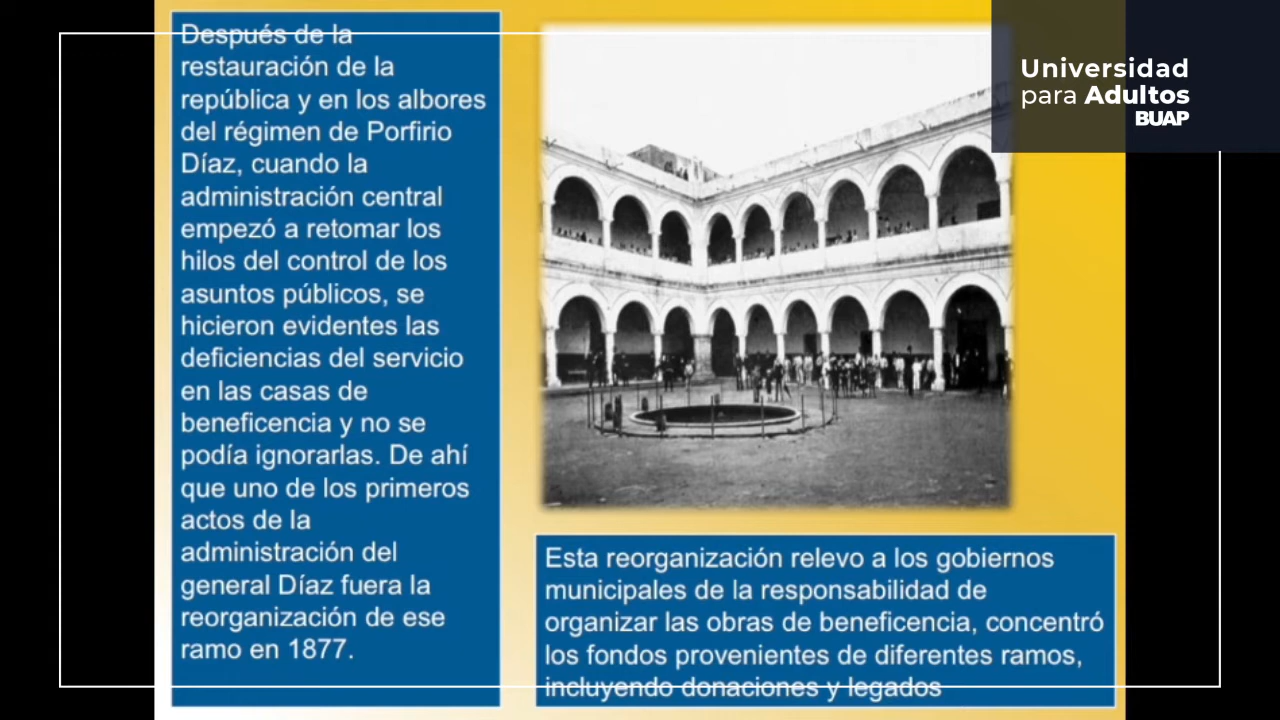 Después de la
restauración de la
república y en los albores
del régimen de Porfirio
Díaz, cuando la
administración central
empezó a retomar los
hilos del control de los
asuntos públicos, se
hicieron evidentes las
deficiencias del servicio
en las casas de
beneficencia y no se
podía ignorarlas. De ahí
que uno de los primeros
actos de la
administración del
general Díaz fuera la
reorganización de ese
ramo en 1877.
Esta reorganización relevo a los gobiernos
municipales de la responsabilidad de
organizar las obras de beneficencia, concentró
los fondos provenientes de diferentes ramos,
incluyendo donaciones y legados
Universidad
para Adultos
BUAP